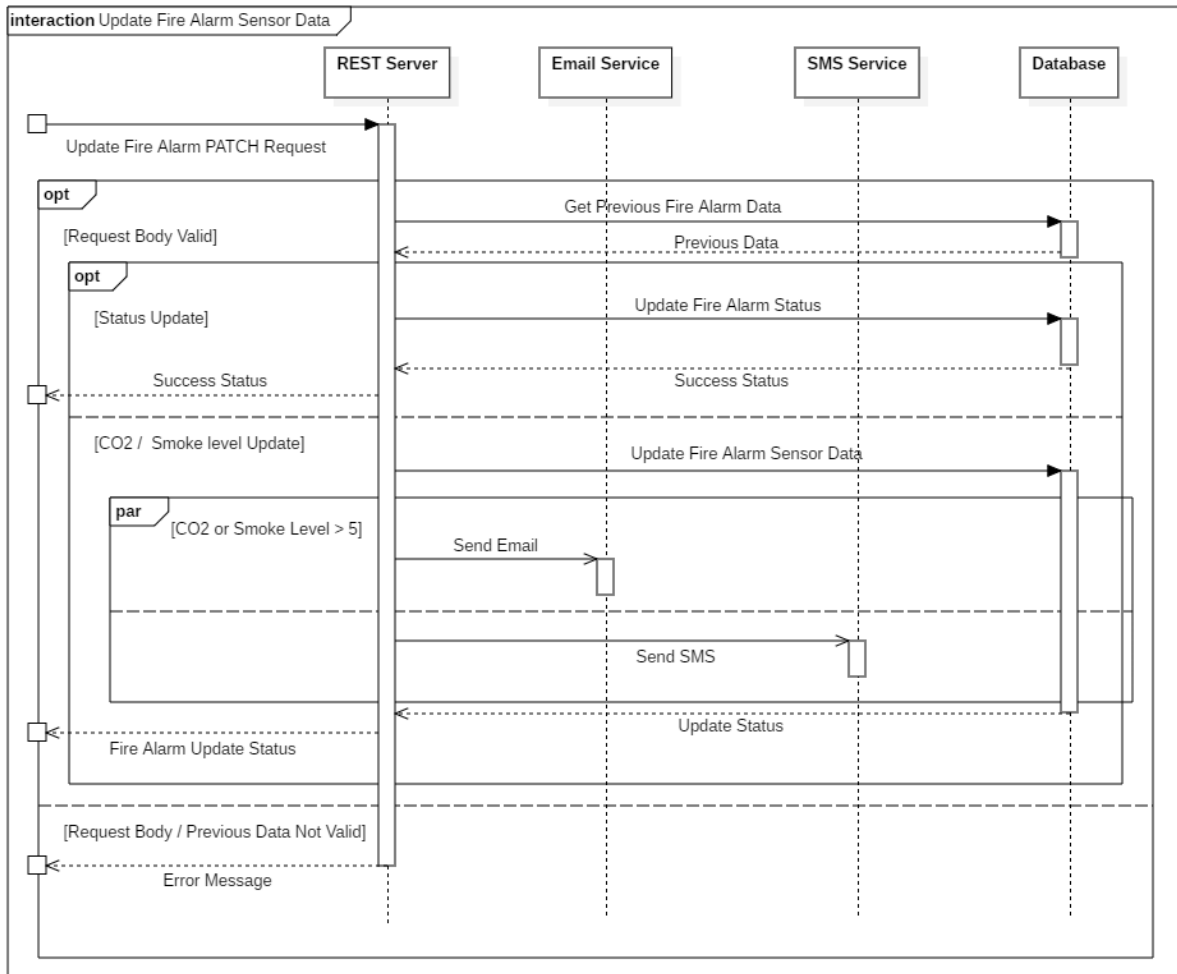 interaction Update Fire Alarm Sensor Data
REST Server
Email Service
SMS Service
Database
Update Fire Alarm PATCH Request
opt
Get Previous Fire Alarm Data
[Request Body Valid]
Previous Data
opt
Update Fire Alarm Status
[Status Update]
Success Status
Success Status
[CO2 /  Smoke level Update]
Update Fire Alarm Sensor Data
par
[CO2 or Smoke Level > 5]
Send Email
Send SMS
Update Status
Fire Alarm Update Status
[Request Body / Previous Data Not Valid]
Error Message